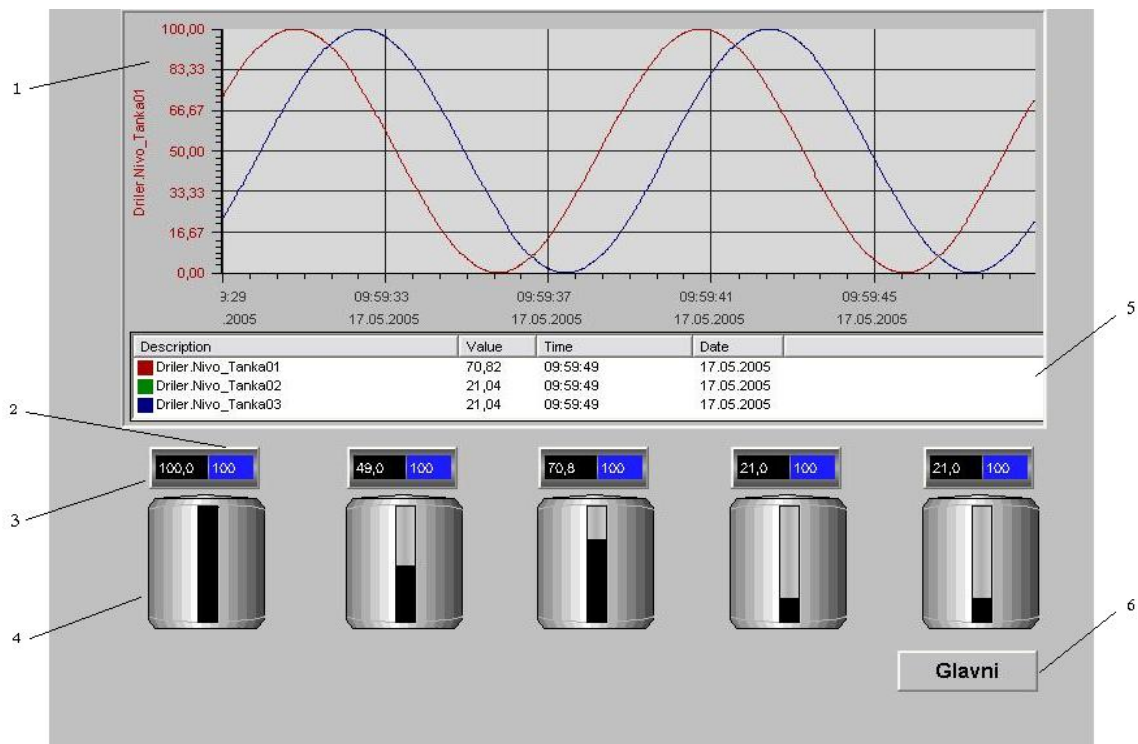 100,00
83,33
66,67
50,00
33,33
16,67
0,00
Driler.Nivo_Tanka01
1
9:29 09:59:33 09:59:37 09:59:41 09:59:45
.2005 17.05.2005 17.05.2005 17.05.2005 17.05.2005
5
Description Value Time Date
Driler.Nivo_Tanka01 70,82 09:59:49 17.05.2005
Driler.Nivo_Tanka02 21,04 09:59:49 17.05.2005
Driler.Nivo_Tanka03 21,04 09:59:49 17.05.2005
2
100,0 100 49,0 100 70,8 100 21,0 100 21,0 100
3
4
6
Glavni